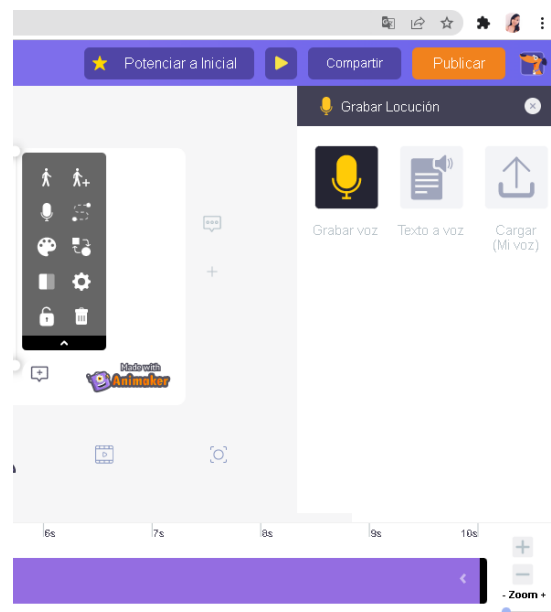 Potenciar a Inicial
Compartir
Publicar
Grabar Locución
Grabar voz
Texto a voz
Cargar
(Mi voz)
Made with
Animaker
6s
7s
8s
9s
10s
- Zoom +